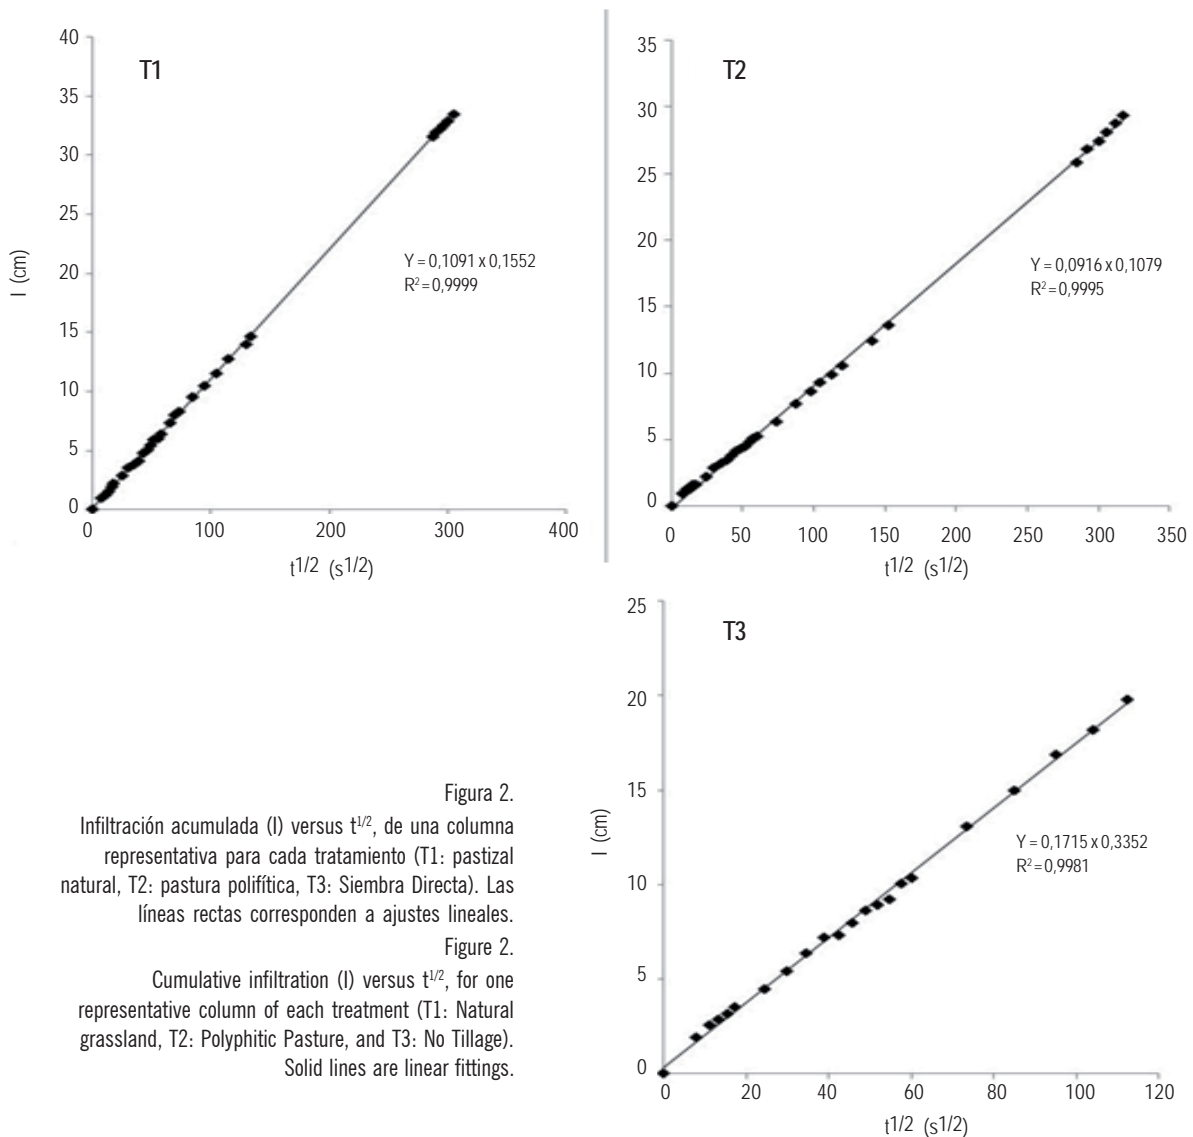 T1
40
35
30
25
20
15
10
5
0
I (cm)
Y = 0,1091 x 0,1552
R²=0,9999
0 100 200 300 400
t1/2 (s1/2)
T2
35
30
25
20
15
10
5
0
Y = 0,0916 x 0,1079
R²=0,9995
0 50 100 150 200 250 300 350
t1/2 (s1/2)
T3
25
20
15
10
5
0
I (cm)
Y = 0,1715 x 0,3352
R²=0,9981
0 20 40 60 80 100 120
t1/2 (s1/2)
Figura 2.
Infiltración acumulada (I) versus t1/2, de una columna
representativa para cada tratamiento (T1: pastizal
natural, T2: pastura polifítica, T3: Siembra Directa). Las
líneas rectas corresponden a ajustes lineales.
Figure 2.
Cumulative infiltration (I) versus t1/2, for one
representative column of each treatment (T1: Natural
grassland, T2: Polyphitic Pasture, and T3: No Tillage).
Solid lines are linear fittings.